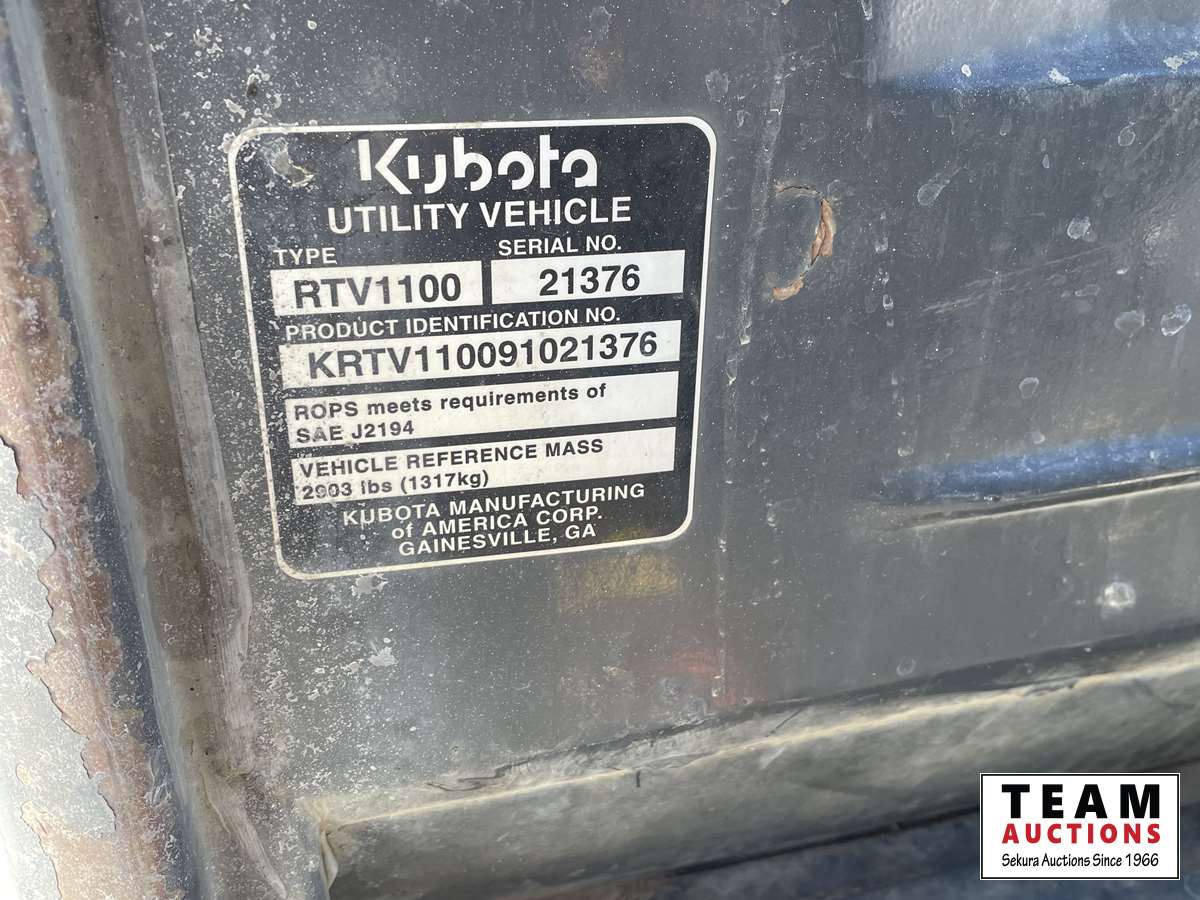 Kubota
UTILITY VEHICLE
TYPE SERIAL NO.
RTV1100 21376
PRODUCT IDENTIFICATION NO.
KRTV110091021376
ROPS meets requirements of
SAE J2194
VEHICLE REFERENCE MASS
2903 lbs (1317kg)
KUBOTA MANUFACTURING
of AMERICA CORP.
GAINESVILLE, GA
TEAM
AUCTIONS
Sekura Auctions Since 1966